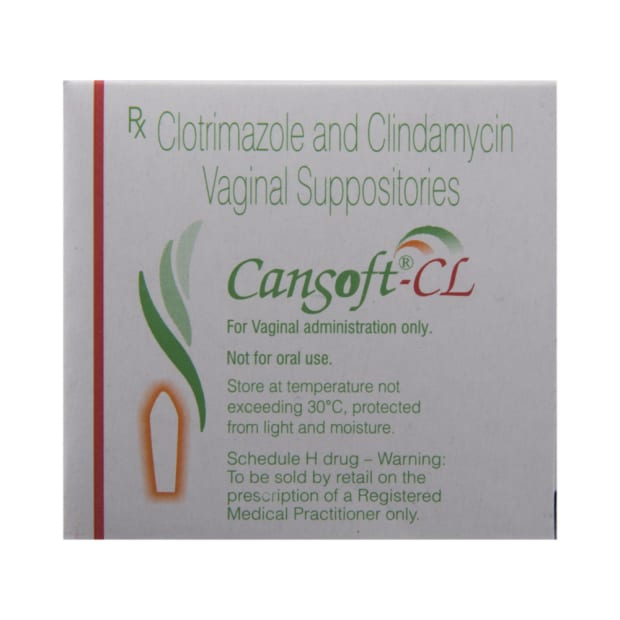 Rx Clotrimazole and Clindamycin
Vaginal Suppositories
Cansoft®-CL
For Vaginal administration only.
Not for oral use.
Store at temperature not
exceeding 30°C, protected
from light and moisture.
Schedule H drug – Warning:
To be sold by retail on the
prescription of a Registered
Medical Practitioner only.